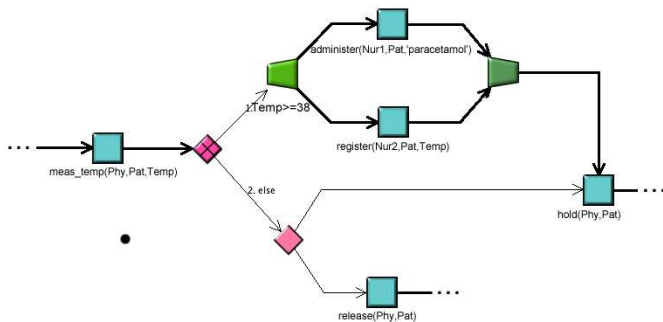 administer(Nur1,Pat,'paracetamol')
1.Temp>=38
register(Nur2,Pat,Temp)
...
meas_temp(Phy,Pat,Temp)
2. else
...
hold(Phy,Pat)
...
release(Phy,Pat)